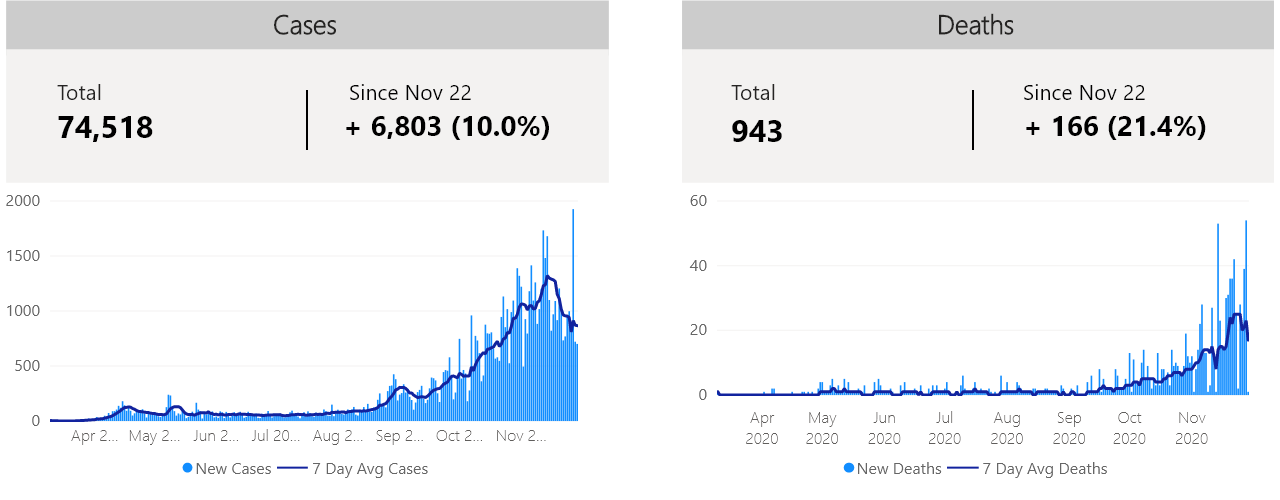 Cases
Total
74,518
Since Nov 22
+ 6,803 (10.0%)
2000
1500
1000
500
0
Apr 2... May 2... Jun 2... Jul 20... Aug 2... Sep 2... Oct 2... Nov 2...
New Cases 7 Day Avg Cases
Deaths
Total
943
Since Nov 22
+ 166 (21.4%)
60
40
20
0
Apr May Jun Jul Aug Sep Oct Nov
2020 2020 2020 2020 2020 2020 2020 2020
New Deaths 7 Day Avg Deaths